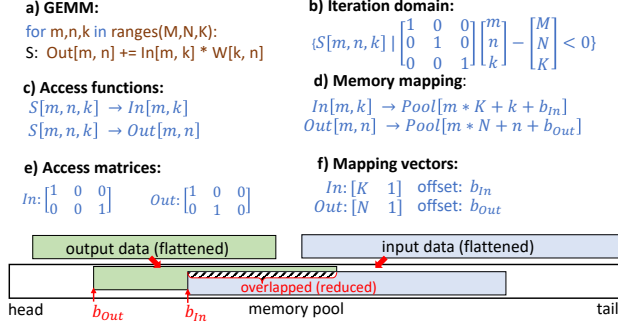 a) GEMM:
for m,n,k in ranges(M,N,K):
S: Out[m, n] += In[m, k] * W[k, n]
b) Iteration domain:
{S[m, n, k] | [1 0 0; 0 1 0; 0 0 1] [m; n; k] − [M; N; K] < 0}
c) Access functions:
S[m, n, k] → In[m, k]
S[m, n, k] → Out[m, n]
d) Memory mapping:
In[m, k] → Pool[m * K + k + b_In]
Out[m, n] → Pool[m * N + n + b_Out]
e) Access matrices:
In: [1 0 0; 0 0 1] Out: [1 0 0; 0 1 0]
f) Mapping vectors:
In: [K 1] offset: b_In
Out: [N 1] offset: b_Out
output data (flattened) input data (flattened)
overlapped (reduced)
head b_Out b_In memory pool tail